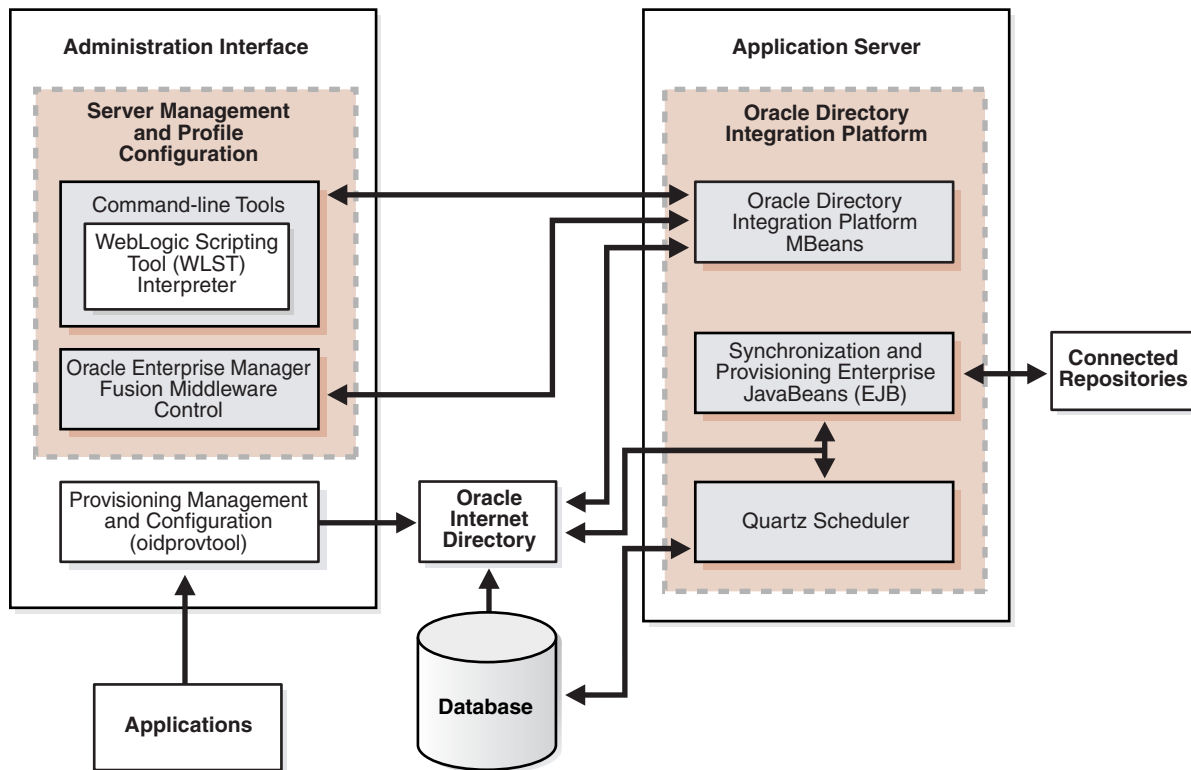 Administration Interface
Server Management
and Profile
Configuration
Command-line Tools
WebLogic Scripting
Tool (WLST)
Interpreter
Oracle Enterprise Manager
Fusion Middleware
Control
Provisioning Management
and Configuration
(oidprovtool)
Applications
Oracle
Internet
Directory
Database
Application Server
Oracle Directory
Integration Platform
Oracle Directory
Integration Platform
MBeans
Synchronization and
Provisioning Enterprise
JavaBeans (EJB)
Quartz Scheduler
Connected
Repositories